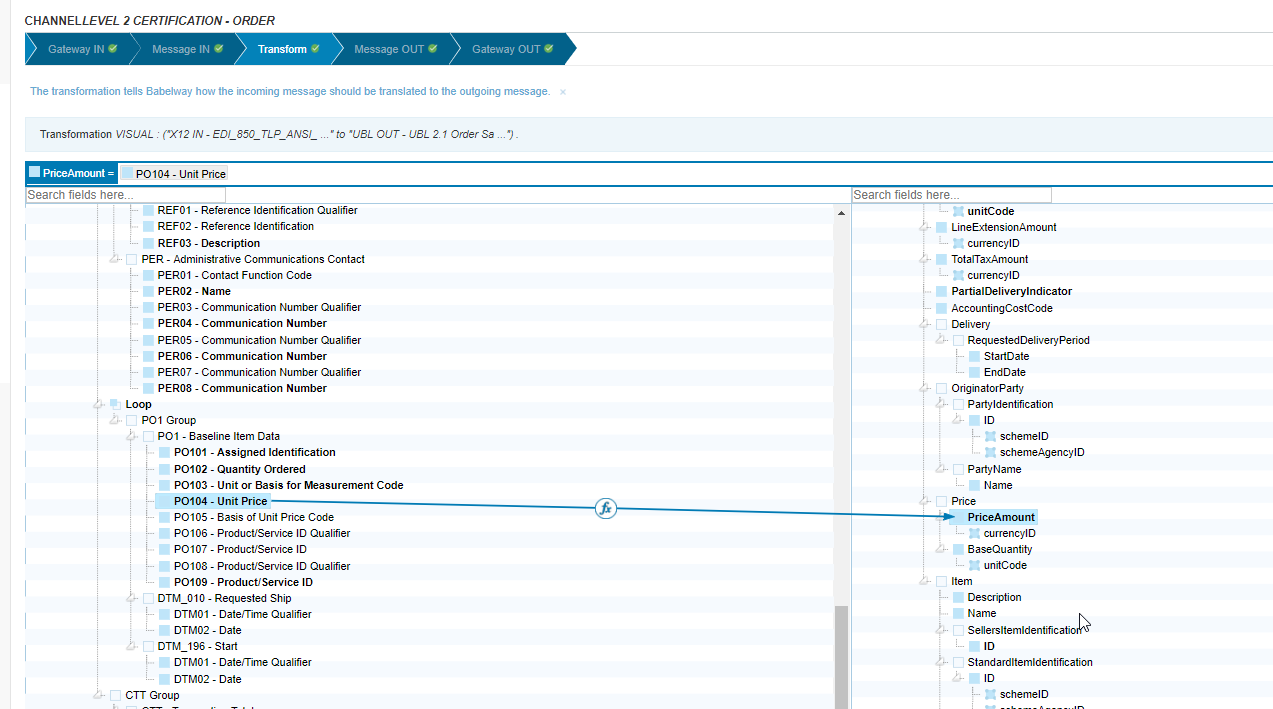 CHANNELLEVEL 2 CERTIFICATION - ORDER
Gateway IN
Message IN
Transform
Message OUT
Gateway OUT
The transformation tells Babelway how the incoming message should be translated to the outgoing message. ×
Transformation VISUAL : ("X12 IN - EDI_850_TLP_ANSI_ ..." to "UBL OUT - UBL 2.1 Order Sa ...") .
PriceAmount = PO104 - Unit Price
Search fields here...
REF01 - Reference Identification Qualifier
REF02 - Reference Identification
REF03 - Description
PER - Administrative Communications Contact
PER01 - Contact Function Code
PER02 - Name
PER03 - Communication Number Qualifier
PER04 - Communication Number
PER05 - Communication Number Qualifier
PER06 - Communication Number
PER07 - Communication Number Qualifier
PER08 - Communication Number
Loop
PO1 Group
PO1 - Baseline Item Data
PO101 - Assigned Identification
PO102 - Quantity Ordered
PO103 - Unit or Basis for Measurement Code
PO104 - Unit Price
PO105 - Basis of Unit Price Code
PO106 - Product/Service ID Qualifier
PO107 - Product/Service ID
PO108 - Product/Service ID Qualifier
PO109 - Product/Service ID
DTM_010 - Requested Ship
DTM01 - Date/Time Qualifier
DTM02 - Date
DTM_196 - Start
DTM01 - Date/Time Qualifier
DTM02 - Date
CTT Group
fx
Search fields here...
unitCode
LineExtensionAmount
currencyID
TotalTaxAmount
currencyID
PartialDeliveryIndicator
AccountingCostCode
Delivery
RequestedDeliveryPeriod
StartDate
EndDate
OriginatorParty
PartyIdentification
ID
schemeID
schemeAgencyID
PartyName
Name
Price
PriceAmount
currencyID
BaseQuantity
unitCode
Item
Description
Name
SellersItemIdentification
ID
StandardItemIdentification
ID
schemeID
schemeAgencyID